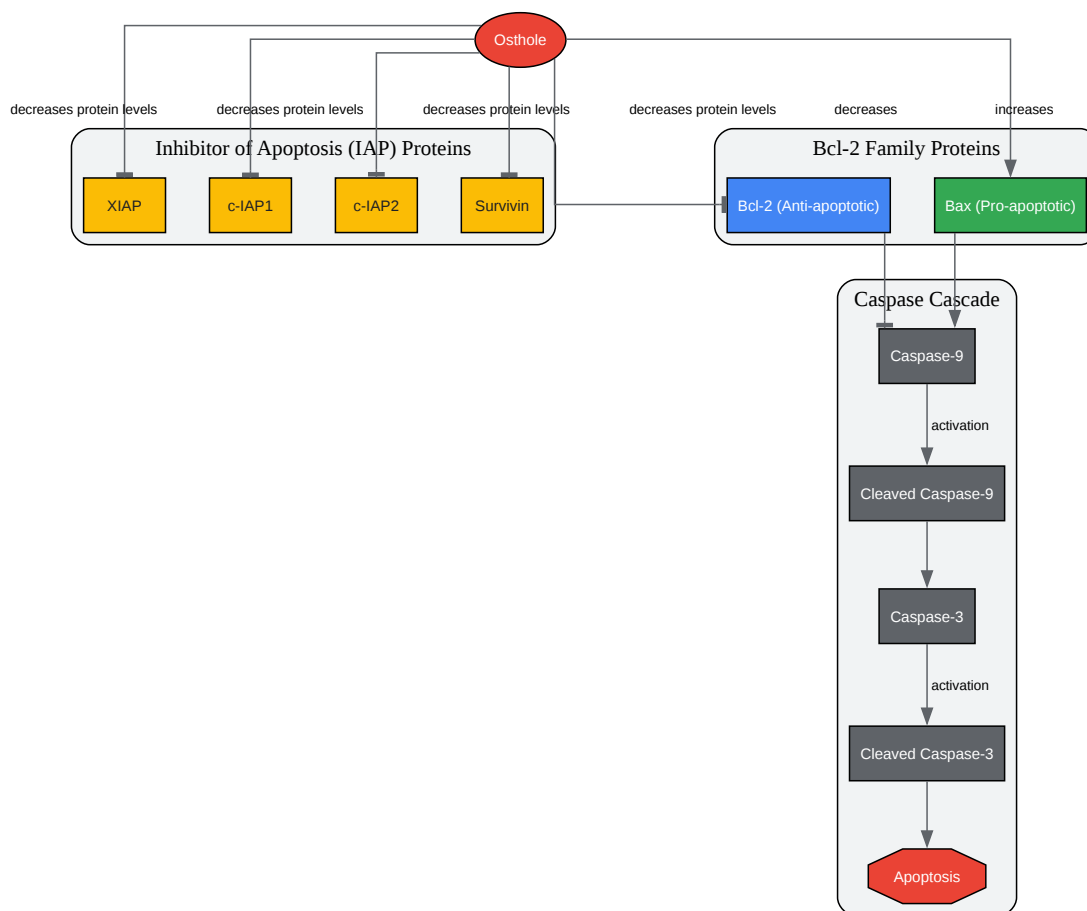 Osthole
decreases protein levels
decreases protein levels
decreases protein levels
decreases protein levels
decreases
increases
Inhibitor of Apoptosis (IAP) Proteins
Bcl-2 Family Proteins
XIAP
c-IAP1
c-IAP2
Survivin
Bcl-2 (Anti-apoptotic)
Bax (Pro-apoptotic)
Caspase Cascade
Caspase-9
activation
Cleaved Caspase-9
Caspase-3
activation
Cleaved Caspase-3
Apoptosis